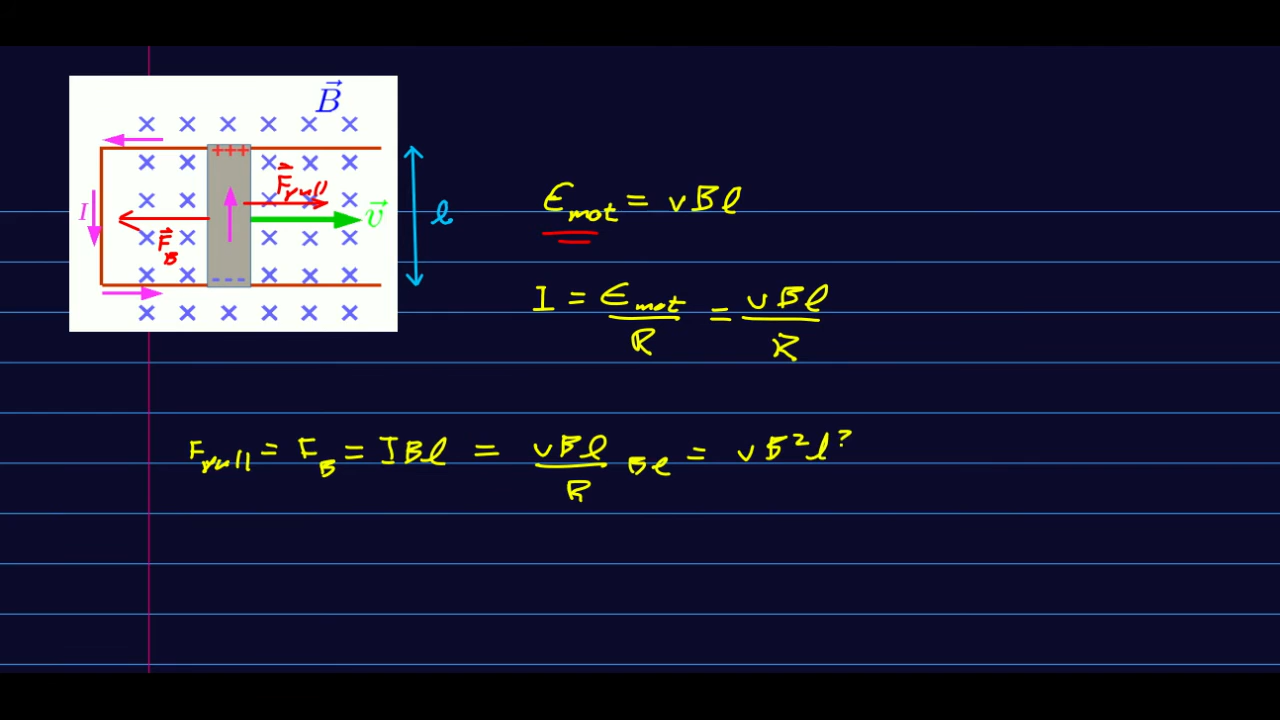 B⃗
+++
F⃗pull
v⃗
I
F⃗B
ℓ
---
εmot = vBℓ
I = εmot/R = vBℓ/R
Fpull = FB = IBℓ = vBℓ/R Bℓ = vB²ℓ²